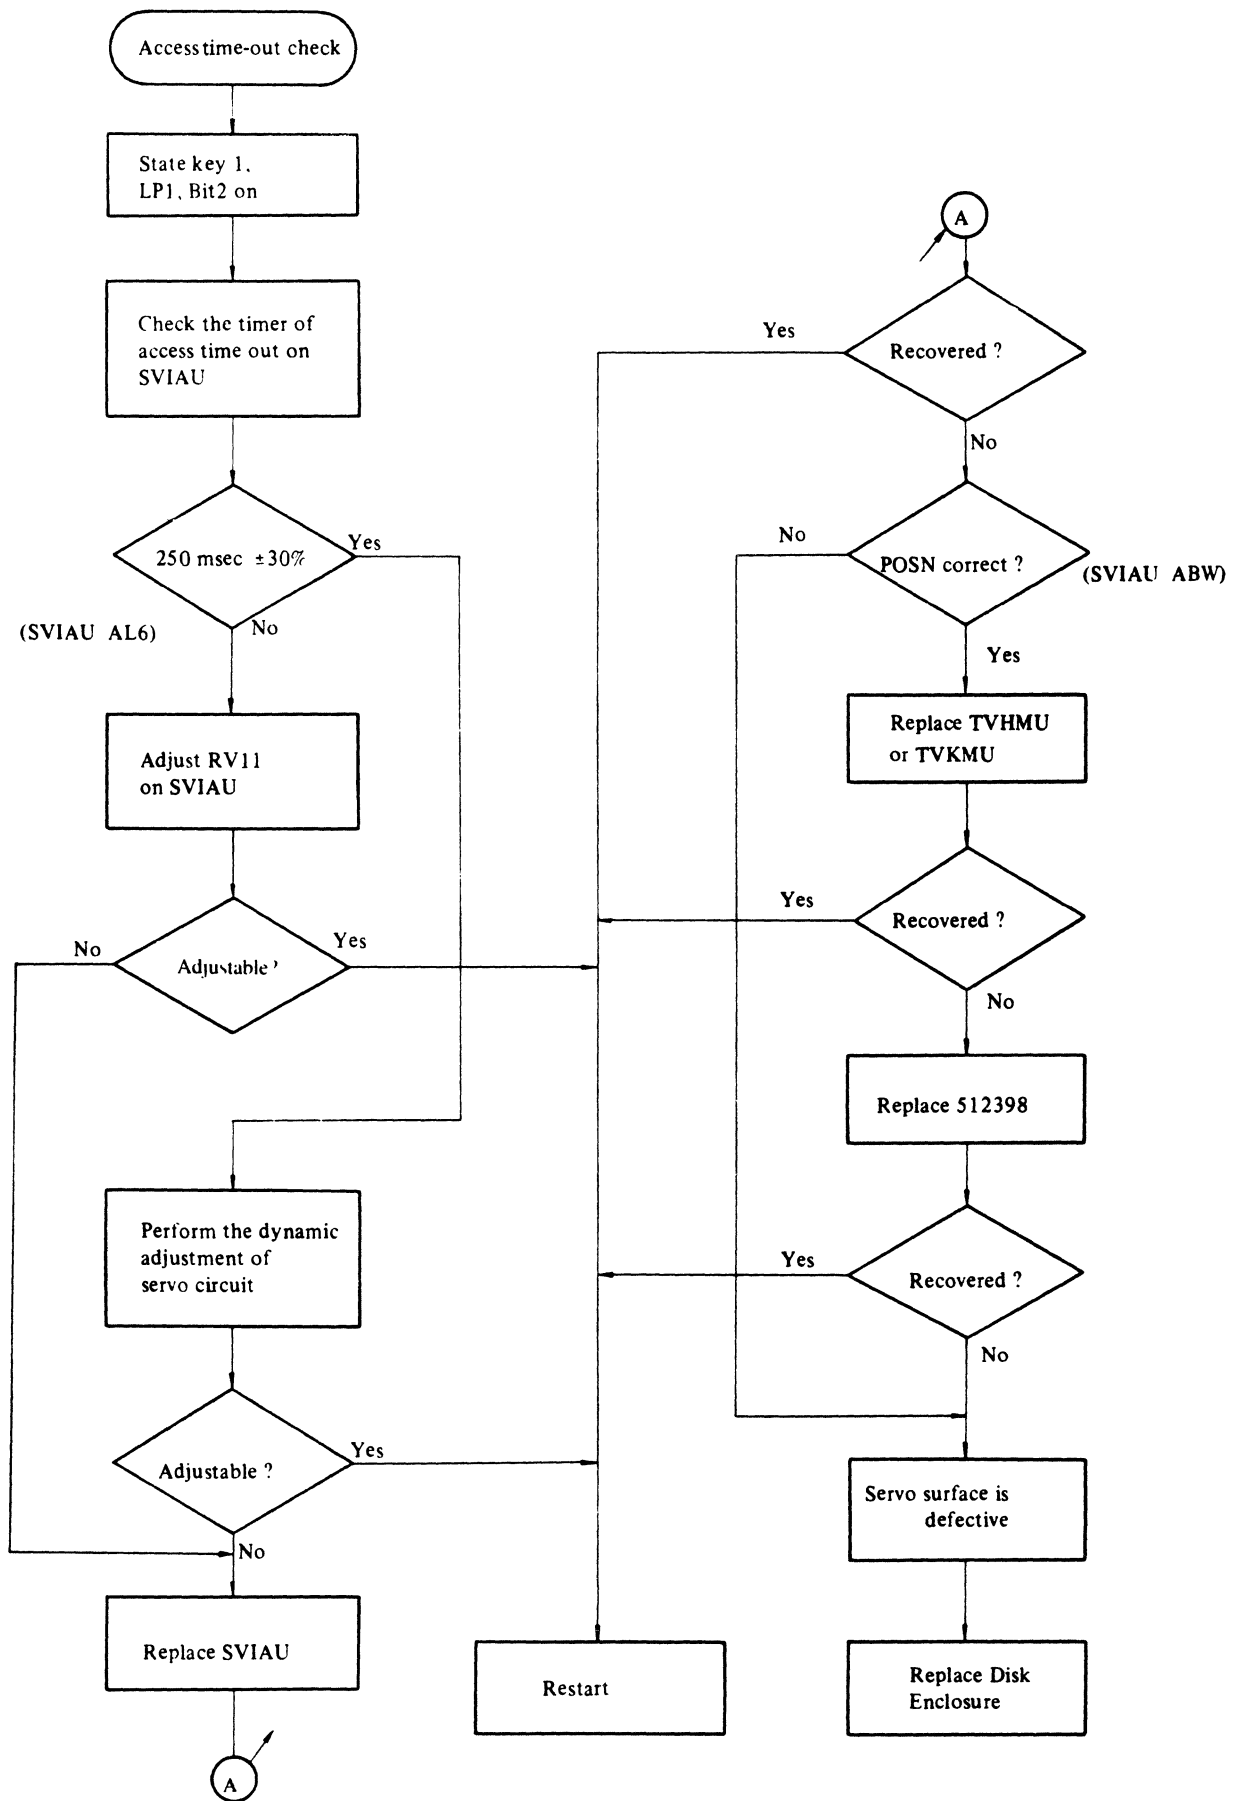 Access time-out check
State key 1,
LP1, Bit2 on
Check the timer of
access time out on
SVIAU
250 msec ±30%
Yes
(SVIAU AL6)
No
Adjust RV11
on SVIAU
No
Adjustable?
Yes
Perform the dynamic
adjustment of
servo circuit
Adjustable ?
Yes
No
Replace SVIAU
A
Restart
A
Yes
Recovered ?
No
No
POSN correct ?
(SVIAU ABW)
Yes
Replace TVHMU
or TVKMU
Yes
Recovered ?
No
Replace 512398
Yes
Recovered ?
No
Servo surface is
defective
Replace Disk
Enclosure